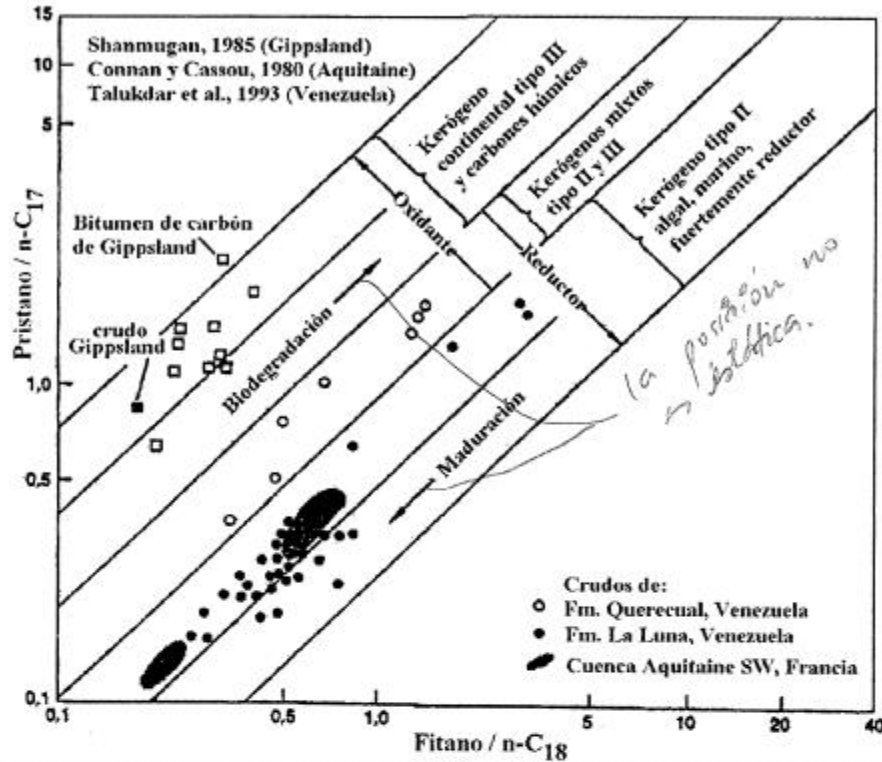 15
10
5
1,0
0,5
0,1
Pristano / n-C17
Shanmugan, 1985 (Gippsland)
Connan y Cassou, 1980 (Aquitaine)
Talukdar et al., 1993 (Venezuela)
Kerógeno
continental tipo III
y carbones húmicos
Kerógenos mixtos
tipo II y III
Kerógeno tipo II
algal, marino,
fuertemente reductor
Oxidante
Reductor
Bitumen de carbón
de Gippsland
crudo
Gippsland
Biodegradación
Maduración
la posición no
es estática.
Crudos de:
Fm. Querecual, Venezuela
Fm. La Luna, Venezuela
Cuenca Aquitaine SW, Francia
0.1
0,5
1,0
5
10
20
40
Fitano / n-C18